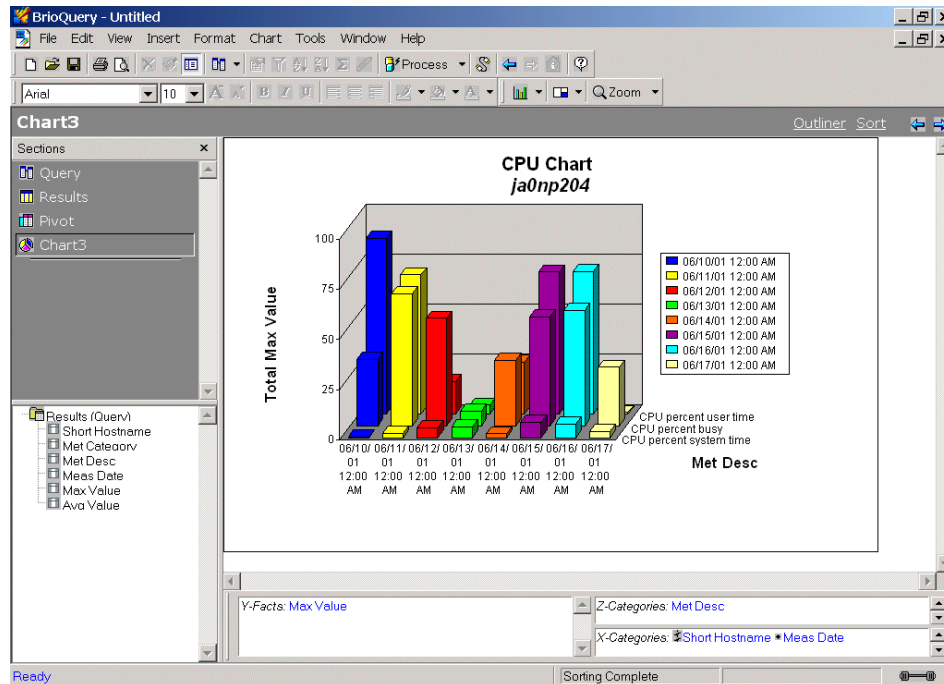 BrioQuery - Untitled
File Edit View Insert Format Chart Tools Window Help
Process
Arial 10 B I U Zoom
Chart3 Outliner Sort
Sections ×
Query
Results
Pivot
Chart3
Results (Query)
Short Hostname
Met Category
Met Desc
Meas Date
Max Value
Avg Value
CPU Chart
ja0np204
Total Max Value
100
75
50
25
0
06/10/ 06/11/ 06/12/ 06/13/ 06/14/ 06/15/ 06/16/ 06/17/
01 01 01 01 01 01 01 01
12:00 12:00 12:00 12:00 12:00 12:00 12:00 12:00
AM AM AM AM AM AM AM AM
CPU percent user time
CPU percent busy
CPU percent system time
Met Desc
06/10/01 12:00 AM
06/11/01 12:00 AM
06/12/01 12:00 AM
06/13/01 12:00 AM
06/14/01 12:00 AM
06/15/01 12:00 AM
06/16/01 12:00 AM
06/17/01 12:00 AM
Y-Facts: Max Value
Z-Categories: Met Desc
X-Categories: Short Hostname Meas Date
Ready Sorting Complete